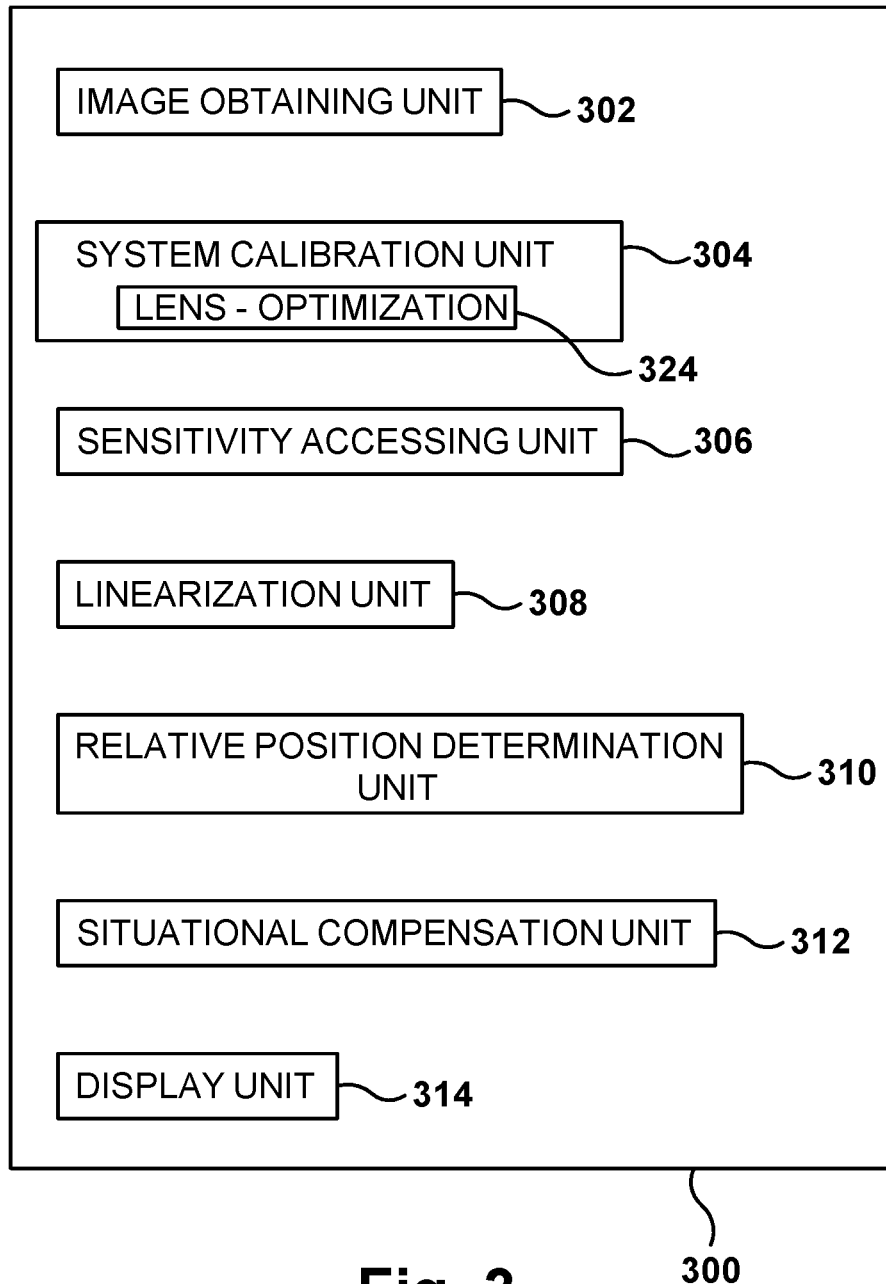 IMAGE OBTAINING UNIT
302
SYSTEM CALIBRATION UNIT
304
LENS - OPTIMIZATION
324
SENSITIVITY ACCESSING UNIT
306
LINEARIZATION UNIT
308
RELATIVE POSITION DETERMINATION
UNIT
310
SITUATIONAL COMPENSATION UNIT
312
DISPLAY UNIT
314
300